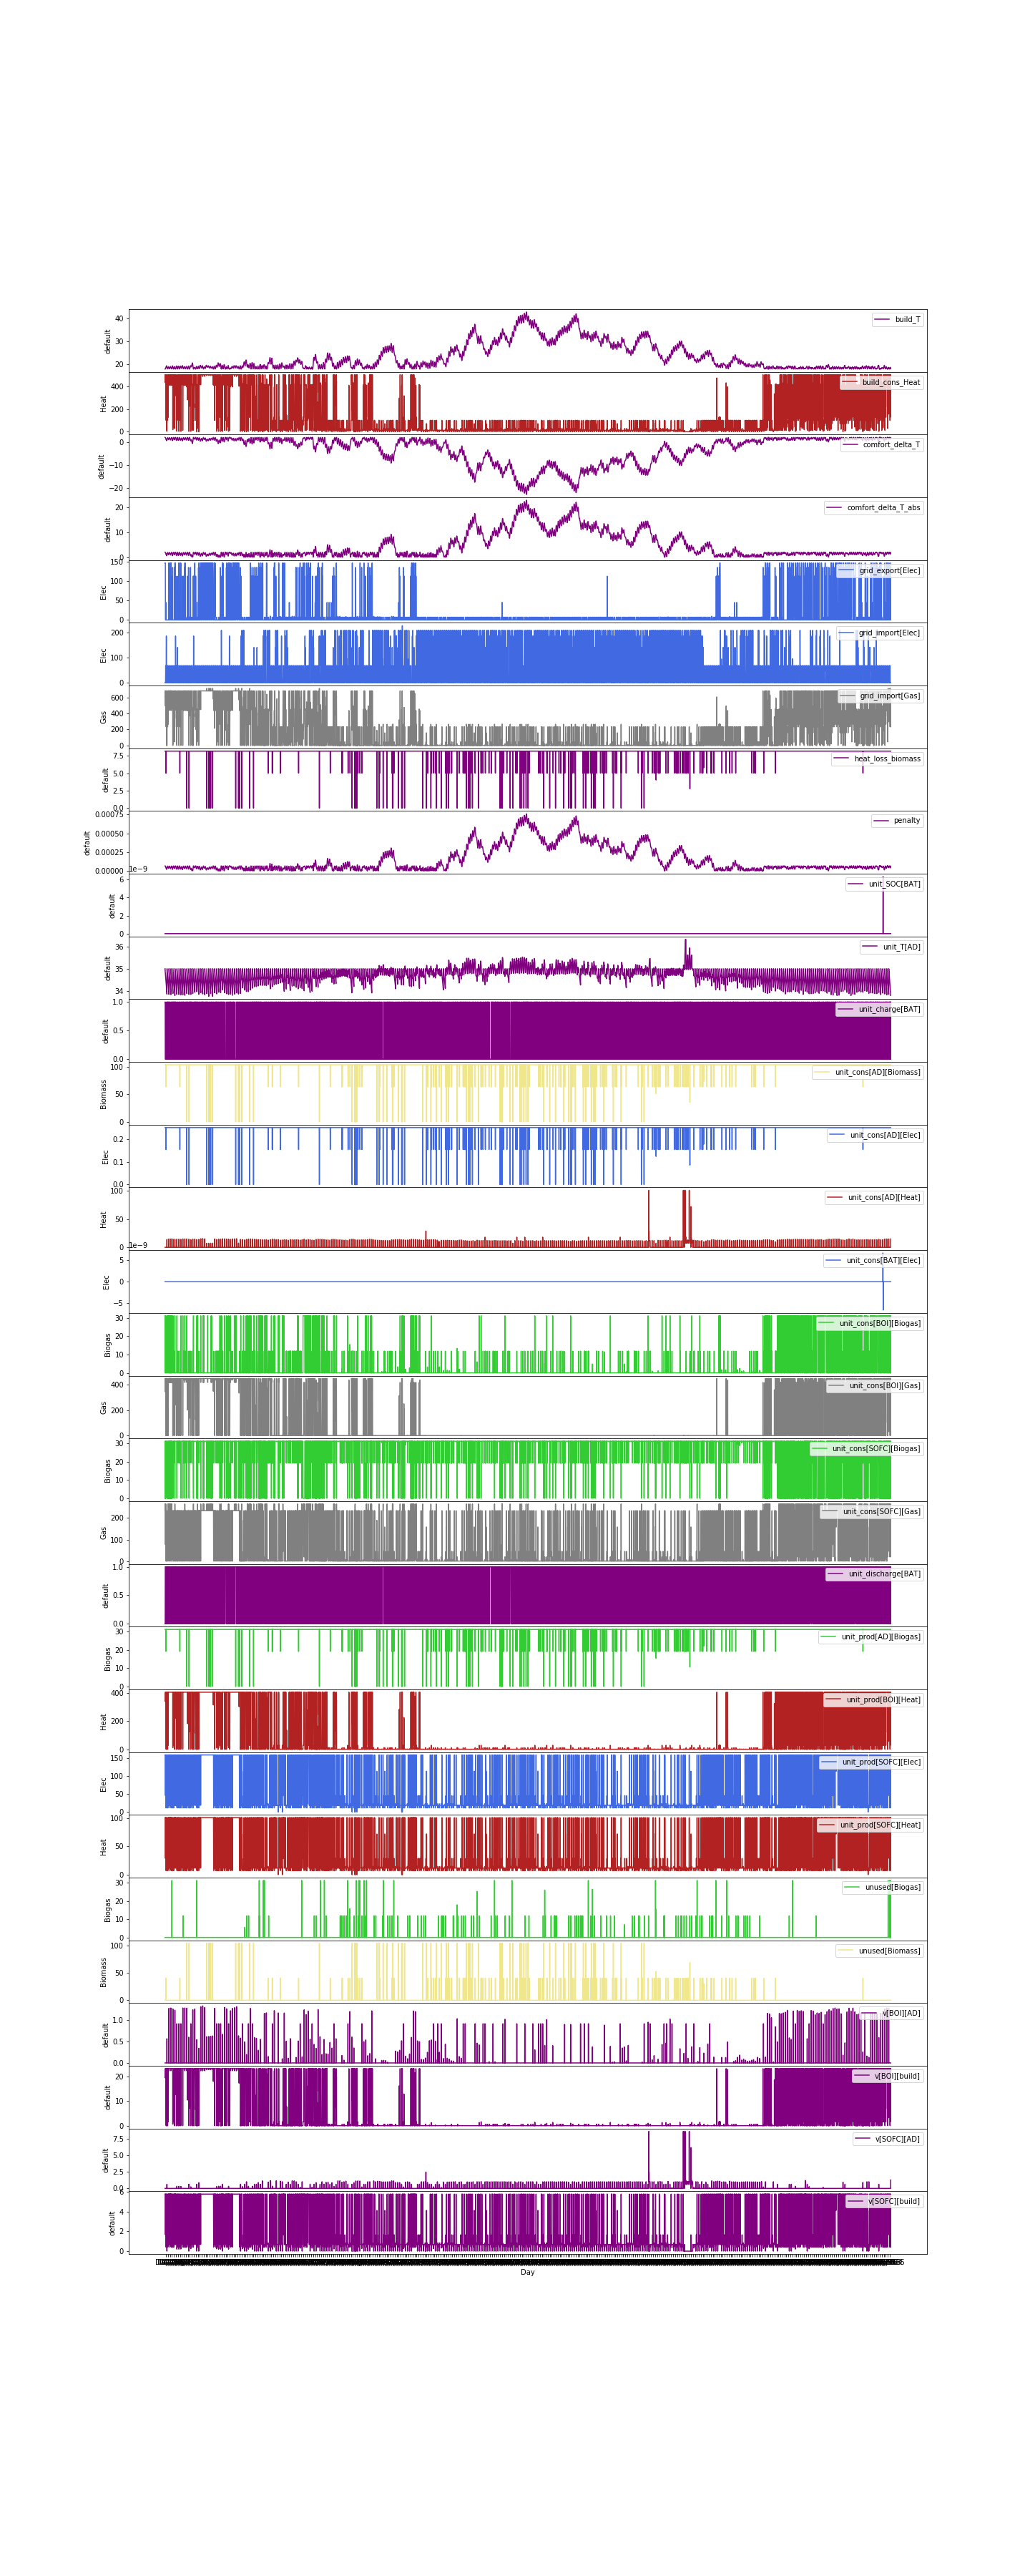 40
30
20
default
build_T
400
200
0
Heat
build_cons_Heat
0
−10
−20
default
comfort_delta_T
20
10
0
default
comfort_delta_T_abs
150
100
50
0
Elec
grid_export[Elec]
200
100
0
Elec
grid_import[Elec]
600
400
200
0
Gas
grid_import[Gas]
7.5
5.0
2.5
0.0
default
heat_loss_biomass
0.00075
0.00050
0.00025
0.00000
default
penalty
1e−9
6
4
2
0
default
unit_SOC[BAT]
36
35
34
default
unit_T[AD]
1.0
0.5
0.0
default
unit_charge[BAT]
100
50
0
Biomass
unit_cons[AD][Biomass]
0.2
0.1
0.0
Elec
unit_cons[AD][Elec]
100
50
0
Heat
unit_cons[AD][Heat]
1e−9
5
0
−5
Elec
unit_cons[BAT][Elec]
30
20
10
0
Biogas
unit_cons[BOI][Biogas]
400
200
0
Gas
unit_cons[BOI][Gas]
30
20
10
0
Biogas
unit_cons[SOFC][Biogas]
200
100
0
Gas
unit_cons[SOFC][Gas]
1.0
0.5
0.0
default
unit_discharge[BAT]
30
20
10
0
Biogas
unit_prod[AD][Biogas]
400
200
0
Heat
unit_prod[BOI][Heat]
150
100
50
0
Elec
unit_prod[SOFC][Elec]
100
50
0
Heat
unit_prod[SOFC][Heat]
30
20
10
0
Biogas
unused[Biogas]
100
50
0
Biomass
unused[Biomass]
1.0
0.5
0.0
default
v[BOI][AD]
20
10
0
default
v[BOI][build]
7.5
5.0
2.5
0.0
default
v[SOFC][AD]
6
4
2
0
default
v[SOFC][build]
Day